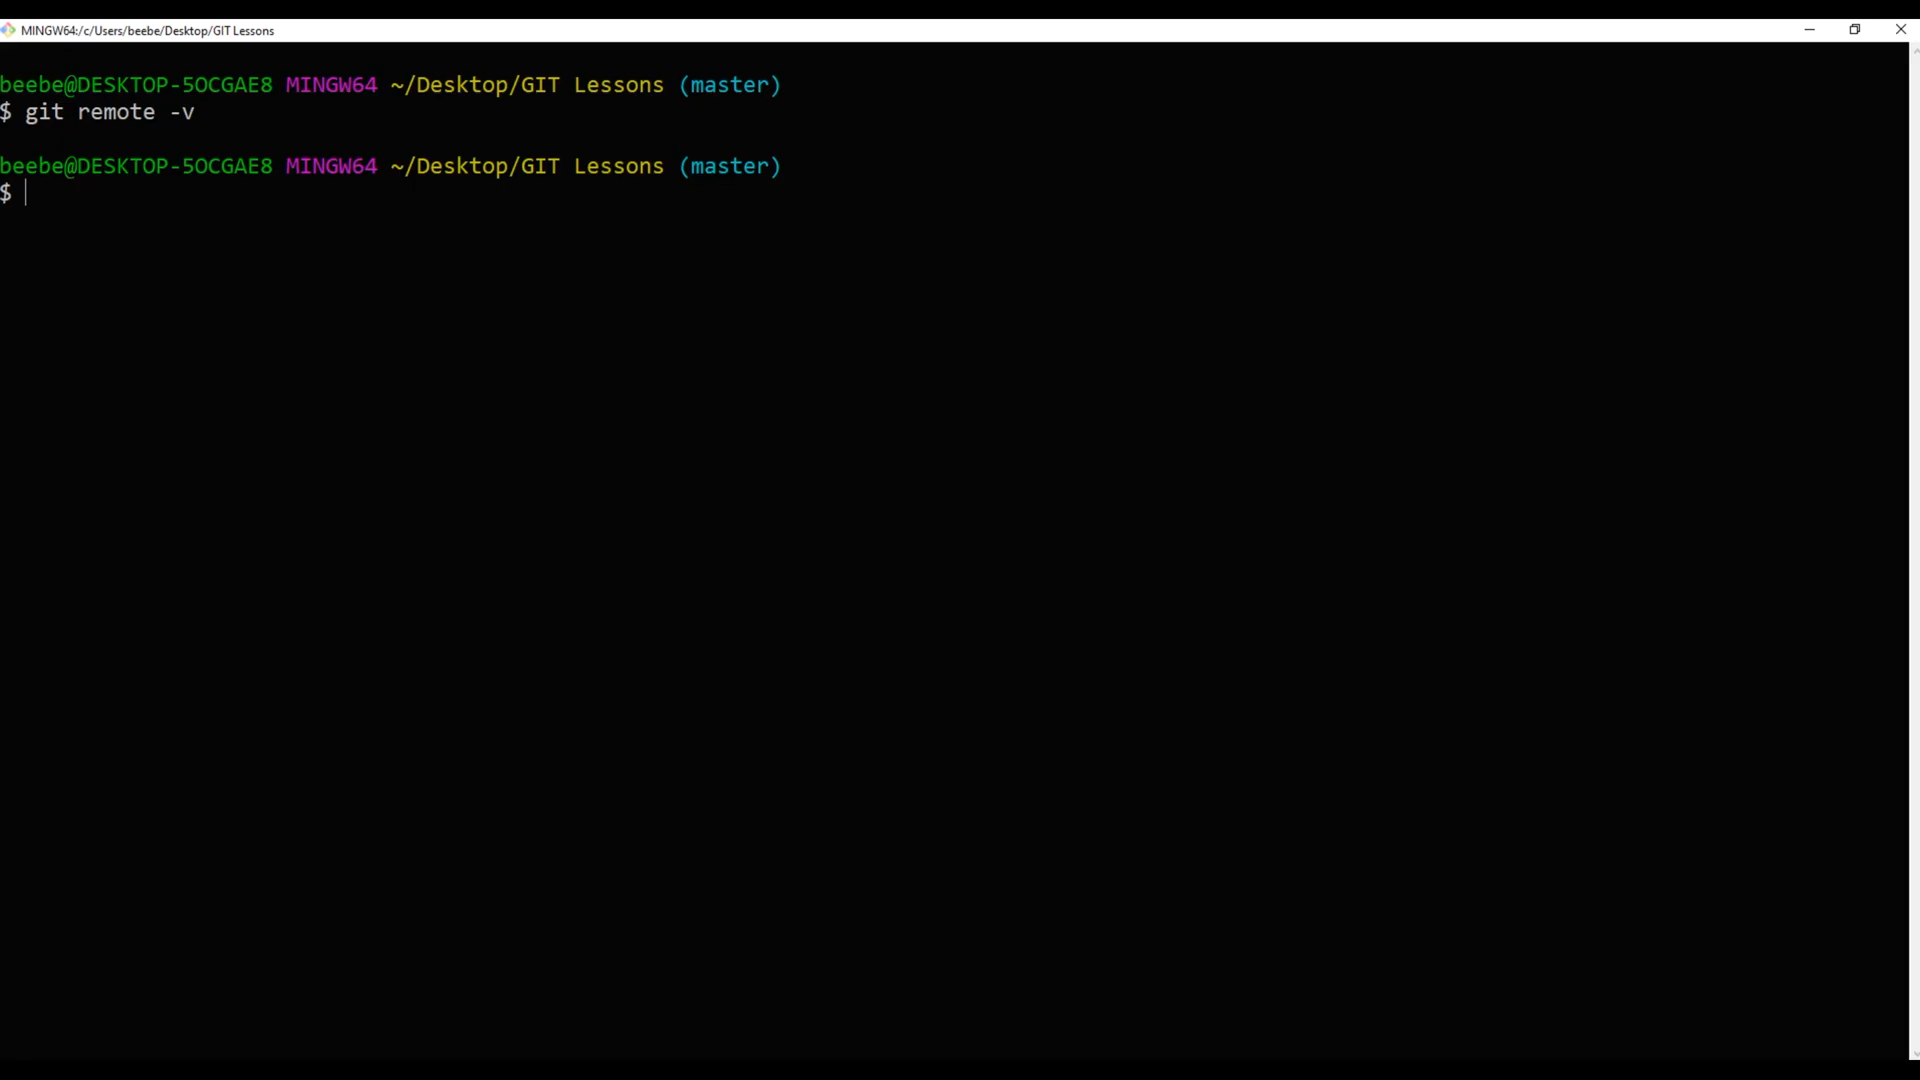 MINGW64:/c/Users/beebe/Desktop/GIT Lessons
beebe@DESKTOP-5OCGAE8 MINGW64 ~/Desktop/GIT Lessons (master)
$ git remote -v
beebe@DESKTOP-5OCGAE8 MINGW64 ~/Desktop/GIT Lessons (master)
$